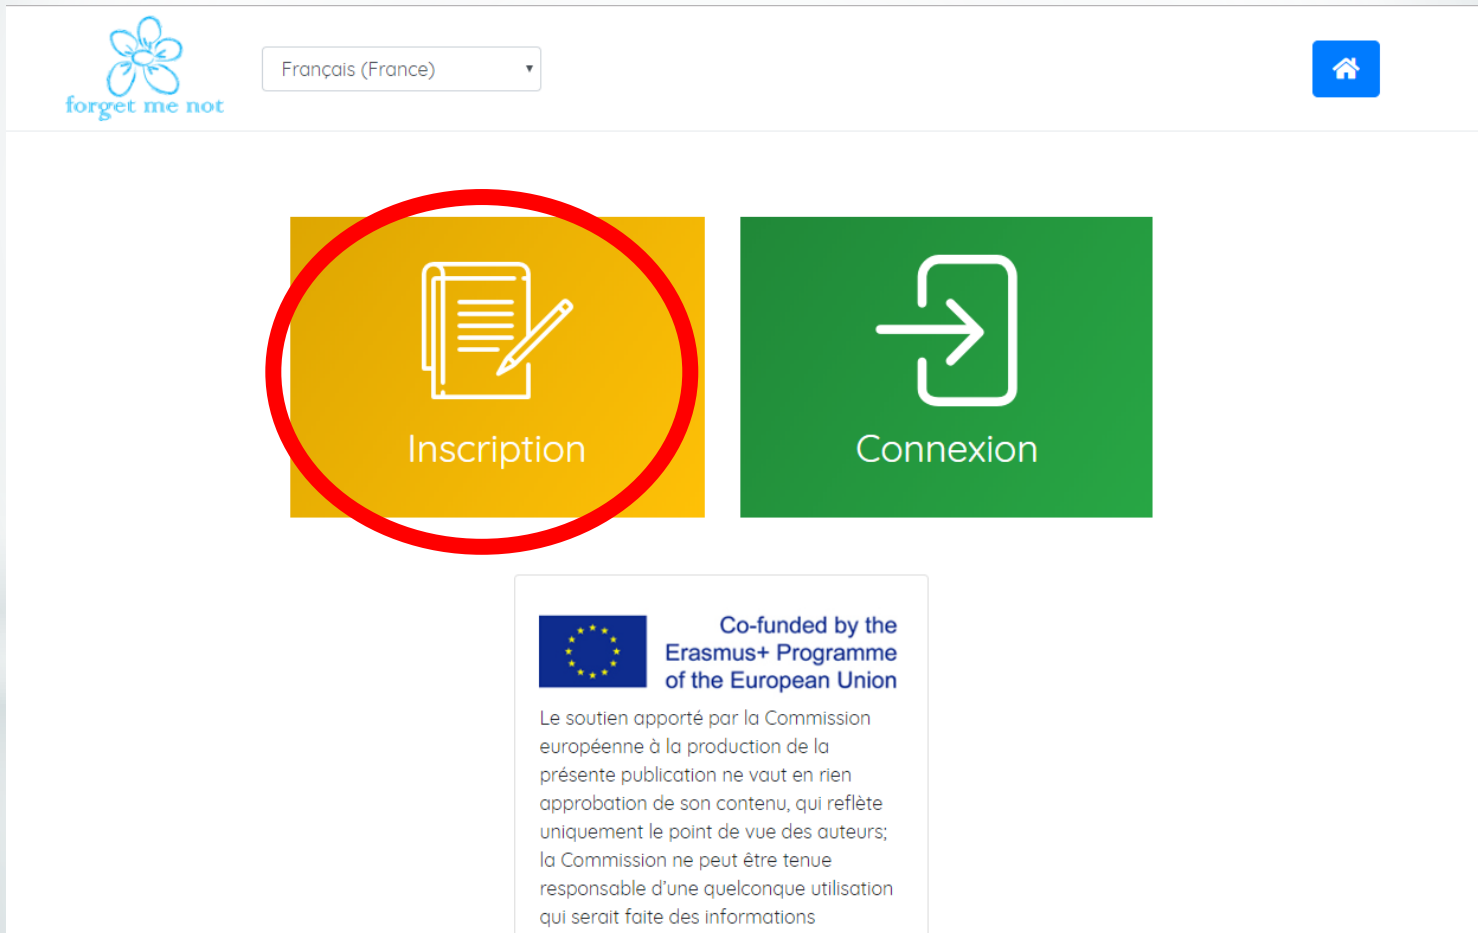 forget me not
Français (France)
Inscription
Connexion
Co-funded by the
Erasmus+ Programme
of the European Union
Le soutien apporté par la Commission
européenne à la production de la
présente publication ne vaut en rien
approbation de son contenu, qui reflète
uniquement le point de vue des auteurs;
la Commission ne peut être tenue
responsable d'une quelconque utilisation
qui serait faite des informations